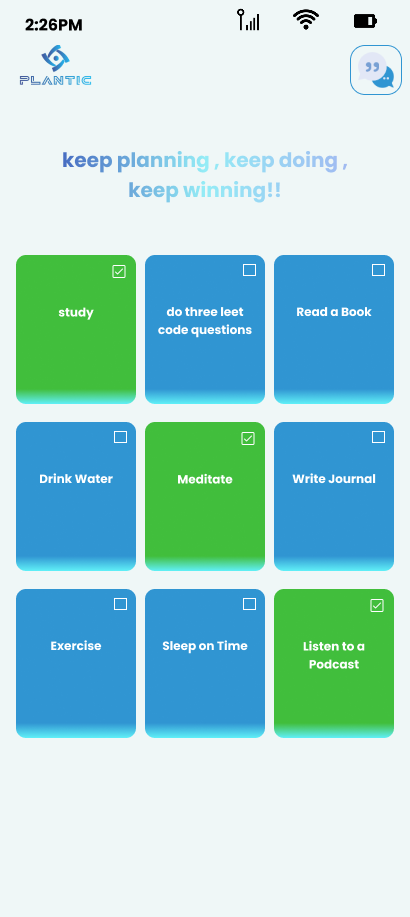 2:26PM
PLANTIC
keep planning , keep doing ,
keep winning!!
study
do three leet
code questions
Read a Book
Drink Water
Meditate
Write Journal
Exercise
Sleep on Time
Listen to a
Podcast